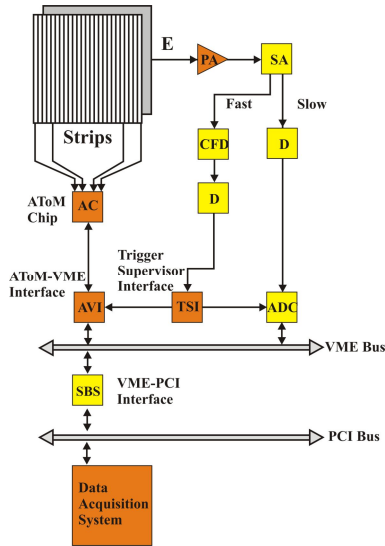 E
PA
SA
Fast
Slow
Strips
CFD
D
D
AToM
Chip
AC
Trigger
Supervisor
Interface
AToM-VME
Interface
AVI
TSI
ADC
VME Bus
SBS
VME-PCI
Interface
PCI Bus
Data
Acquisition
System